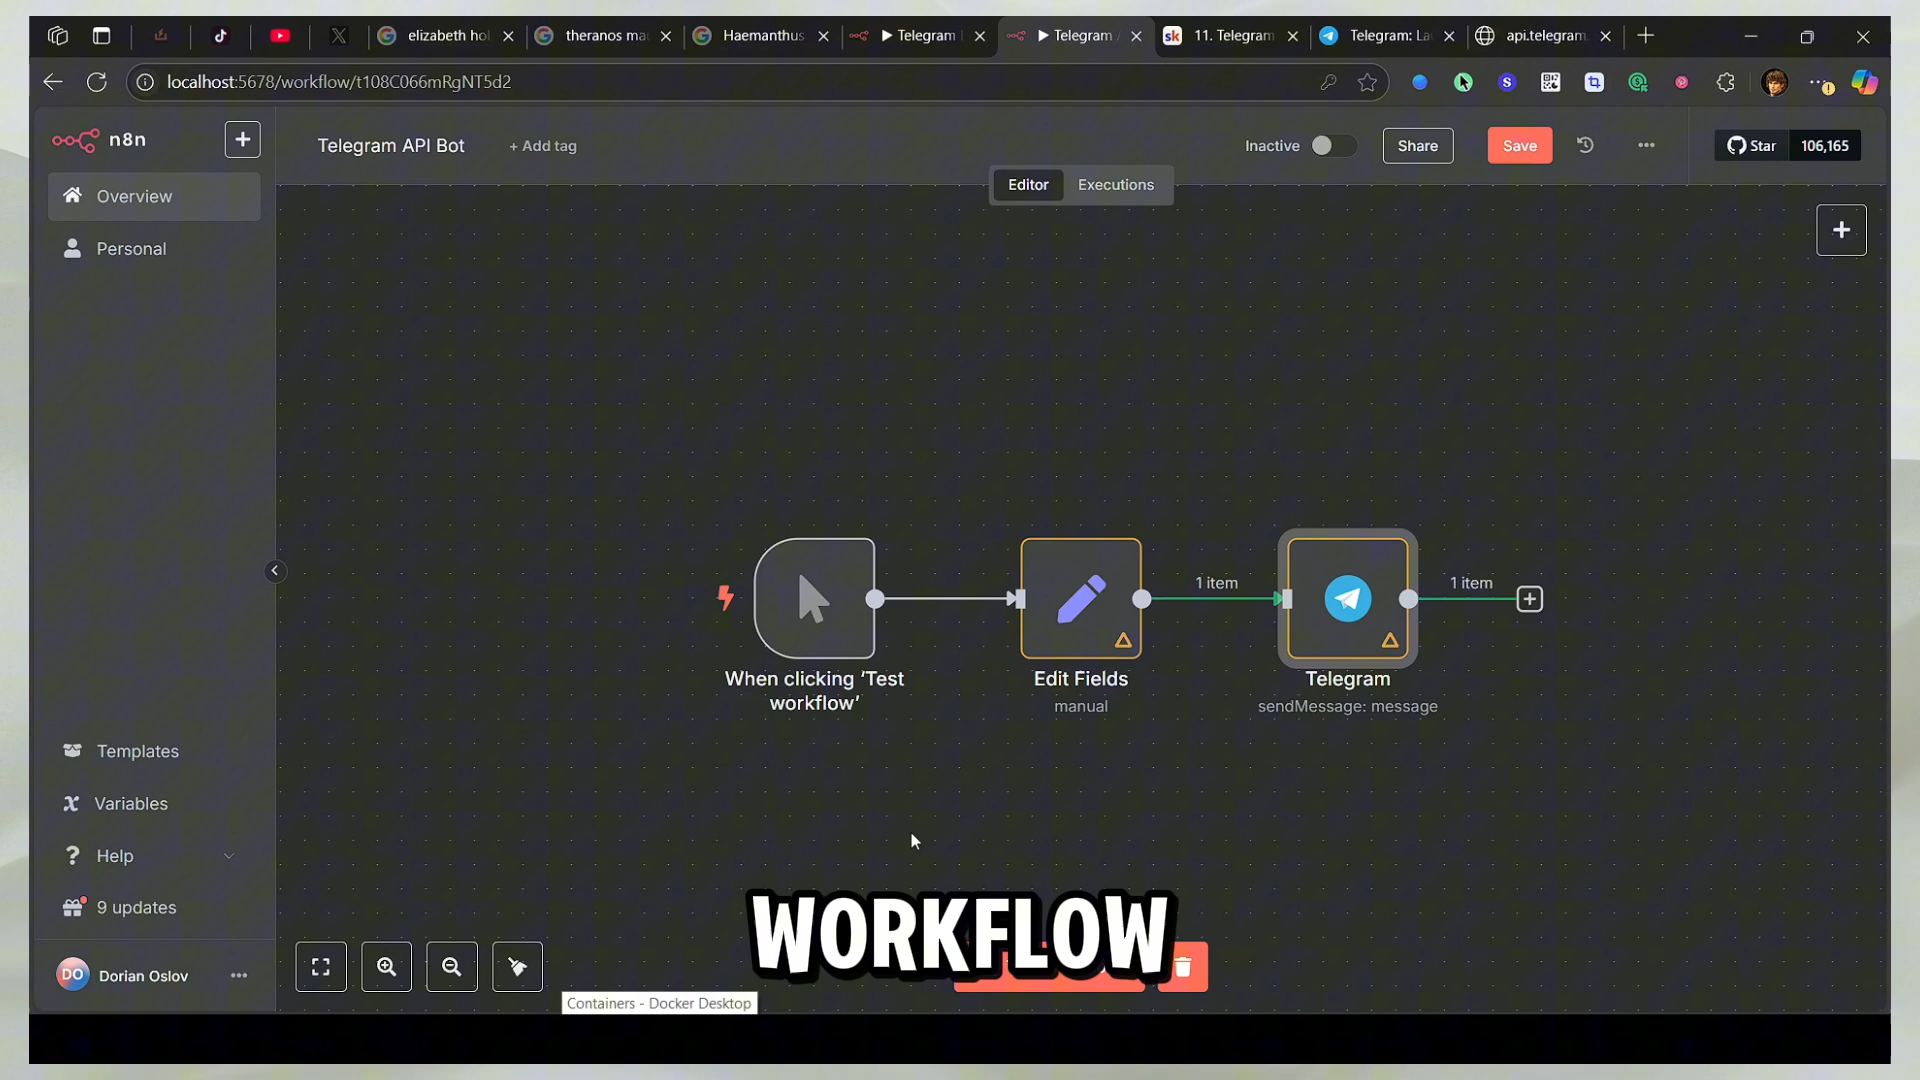 elizabeth hol
theranos ma
Haemanthus
Telegram
Telegram
sk
11. Telegram
Telegram: La
api.telegram.
localhost:5678/workflow/t108C066mRgNT5d2
n8n
Telegram API Bot
+ Add tag
Inactive
Share
Save
Star
106,165
Editor
Executions
Overview
Personal
1 item
1 item
When clicking ‘Test
workflow’
Edit Fields
manual
Telegram
sendMessage: message
Templates
Variables
Help
9 updates
DO
Dorian Oslov
WORKFLOW
Containers - Docker Desktop